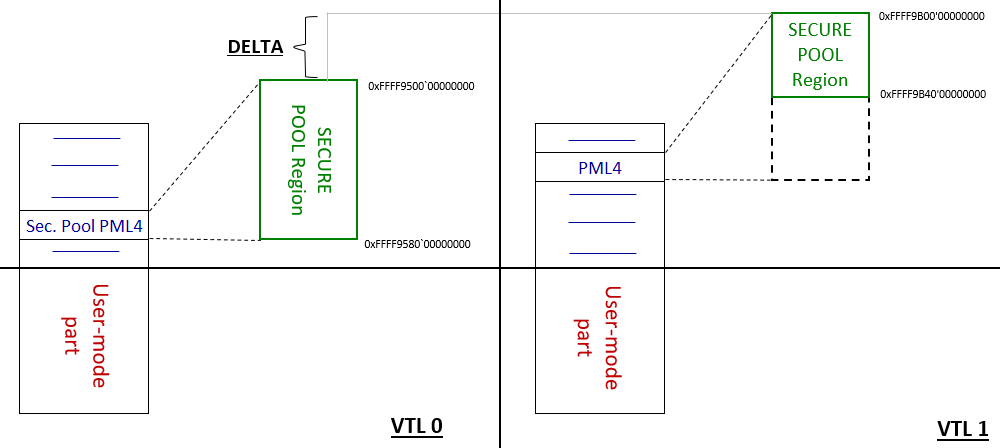 DELTA
0xFFFF9500`00000000
SECURE
POOL Region
Sec. Pool PML4
0xFFFF9580`00000000
User-mode
part
VTL 0
0xFFFF9B00'00000000
SECURE
POOL
Region
0xFFFF9B40'00000000
PML4
User-mode
part
VTL 1